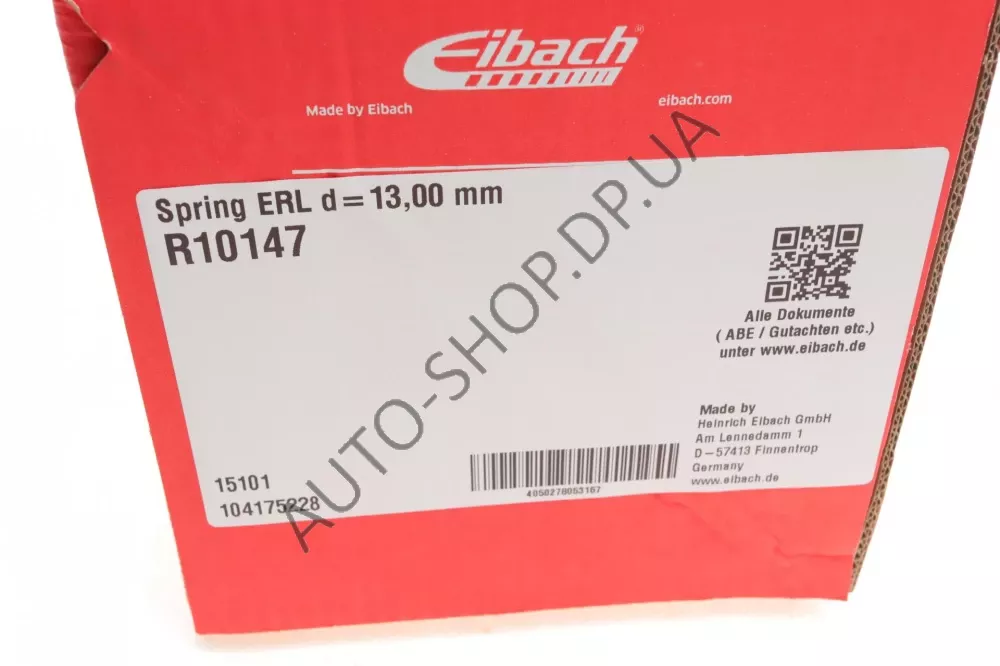 Eibach
Made by Eibach
eibach.com
Spring ERL d=13,00 mm
R10147
Alle Dokumente
( ABE / Gutachten etc.)
unter www.eibach.de
Made by
Heinrich Eibach GmbH
Am Lennedamm 1
D-57413 Finnentrop
Germany
www.eibach.de
15101
104175228
4050278053167
AUTO-SHOP.DP.UA